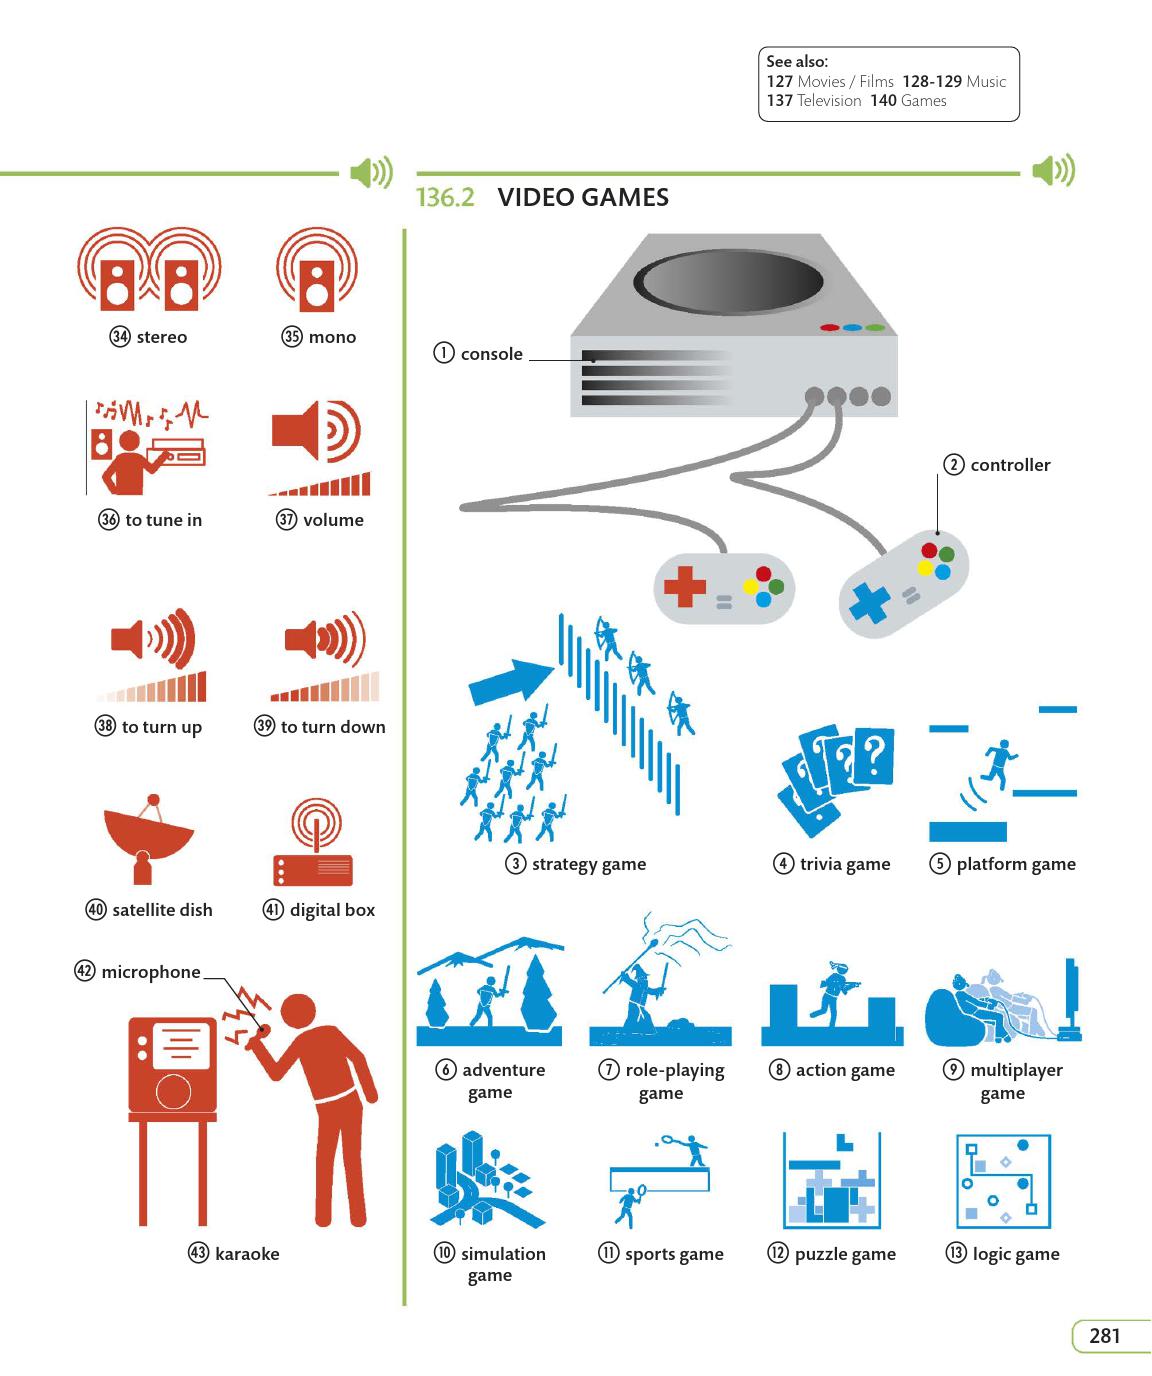 See also:
127 Movies / Films 128-129 Music
137 Television 140 Games
136.2 VIDEO GAMES
34 stereo
35 mono
36 to tune in
37 volume
38 to turn up
39 to turn down
40 satellite dish
41 digital box
42 microphone
43 karaoke
1 console
2 controller
3 strategy game
? ? ? ?
4 trivia game
5 platform game
6 adventure
game
7 role-playing
game
8 action game
9 multiplayer
game
10 simulation
game
11 sports game
12 puzzle game
13 logic game
281